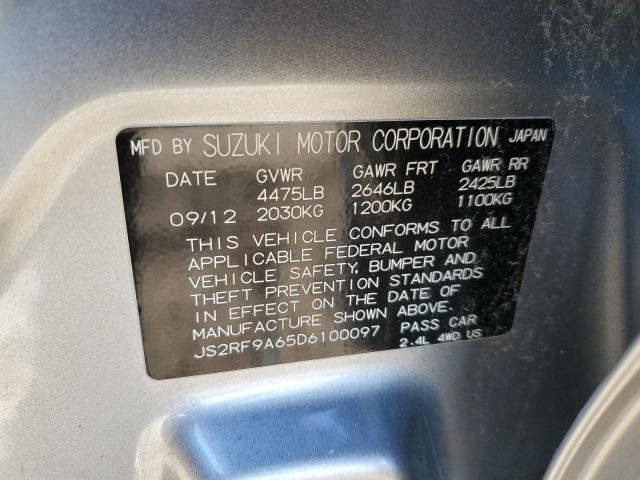 MFD BY SUZUKI MOTOR CORPORATION JAPAN
DATE GVWR GAWR FRT GAWR RR
4475LB 2646LB 2425LB
09/12 2030KG 1200KG 1100KG
THIS VEHICLE CONFORMS TO ALL
APPLICABLE FEDERAL MOTOR
VEHICLE SAFETY, BUMPER AND
THEFT PREVENTION STANDARDS
IN EFFECT ON THE DATE OF
MANUFACTURE SHOWN ABOVE.
JS2RF9A65D6100097 PASS CAR
2.4L 4WD US